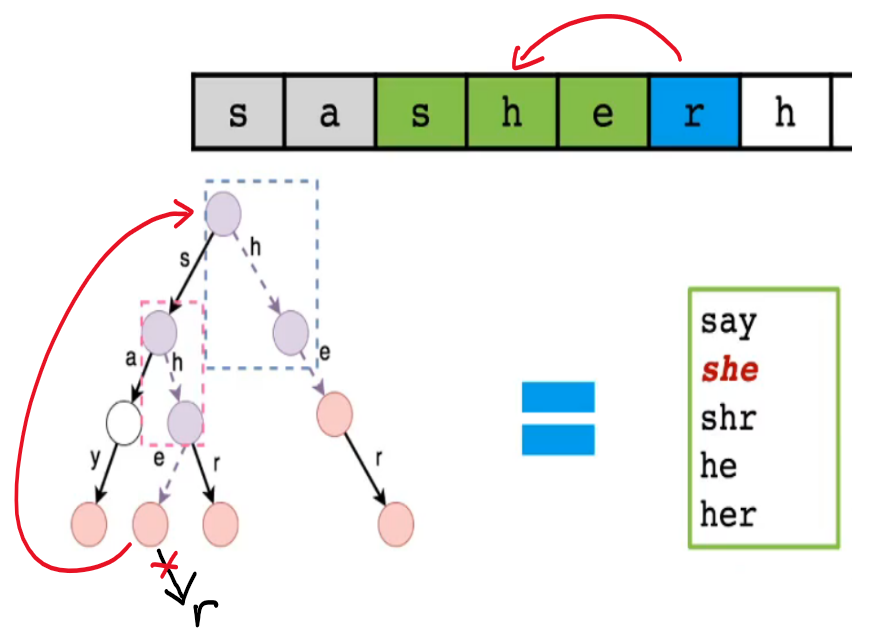 s a s h e r h
s h
a h e
y e r r
r
say
she
shr
he
her